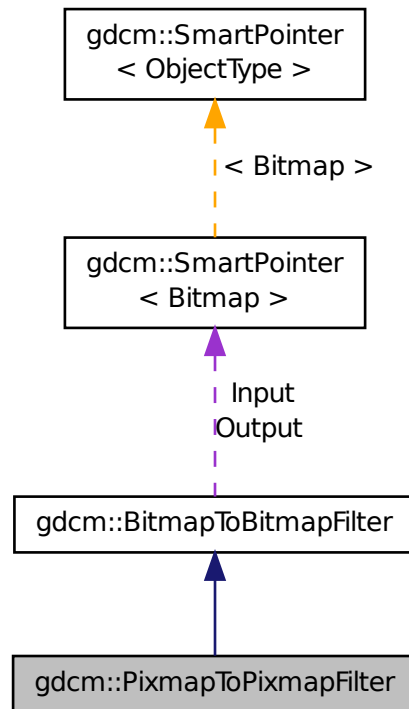 gdcm::SmartPointer
< ObjectType >
< Bitmap >
gdcm::SmartPointer
< Bitmap >
Input
Output
gdcm::BitmapToBitmapFilter
gdcm::PixmapToPixmapFilter